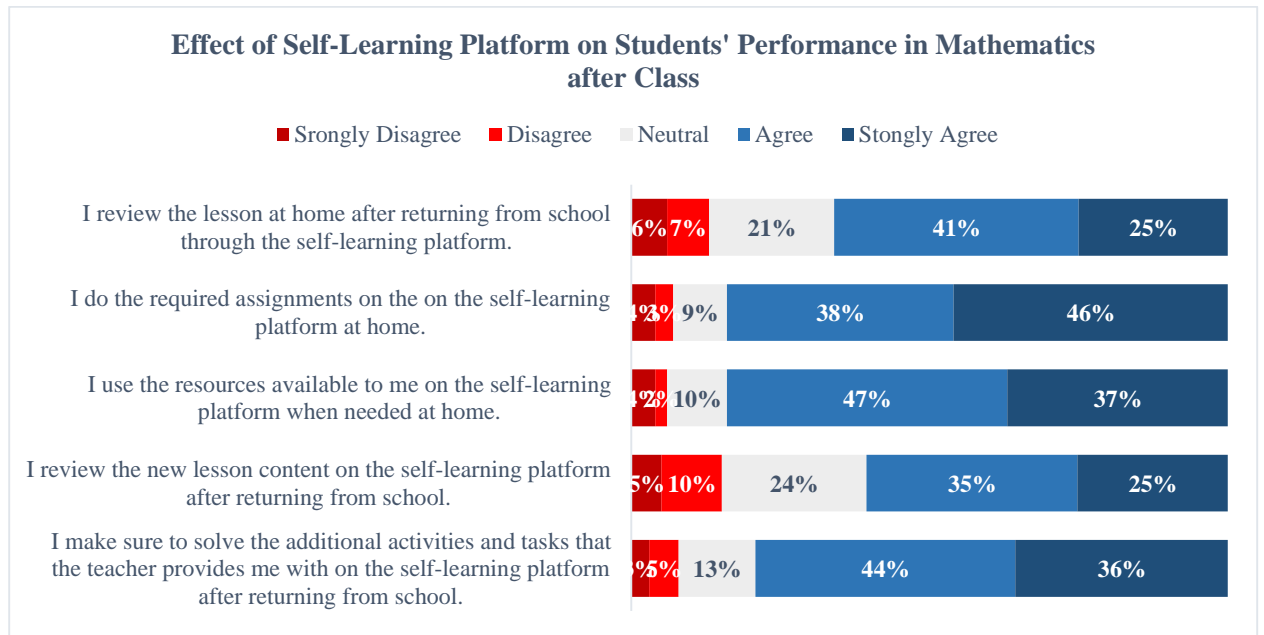 Effect of Self-Learning Platform on Students' Performance in Mathematics
after Class
Srongly Disagree Disagree Neutral Agree Stongly Agree
I review the lesson at home after returning from school
through the self-learning platform.
6% 7% 21% 41% 25%
I do the required assignments on the on the self-learning
platform at home.
4% 3% 9% 38% 46%
I use the resources available to me on the self-learning
platform when needed at home.
4% 2% 10% 47% 37%
I review the new lesson content on the self-learning platform
after returning from school.
5% 10% 24% 35% 25%
I make sure to solve the additional activities and tasks that
the teacher provides me with on the self-learning platform
after returning from school.
3% 5% 13% 44% 36%